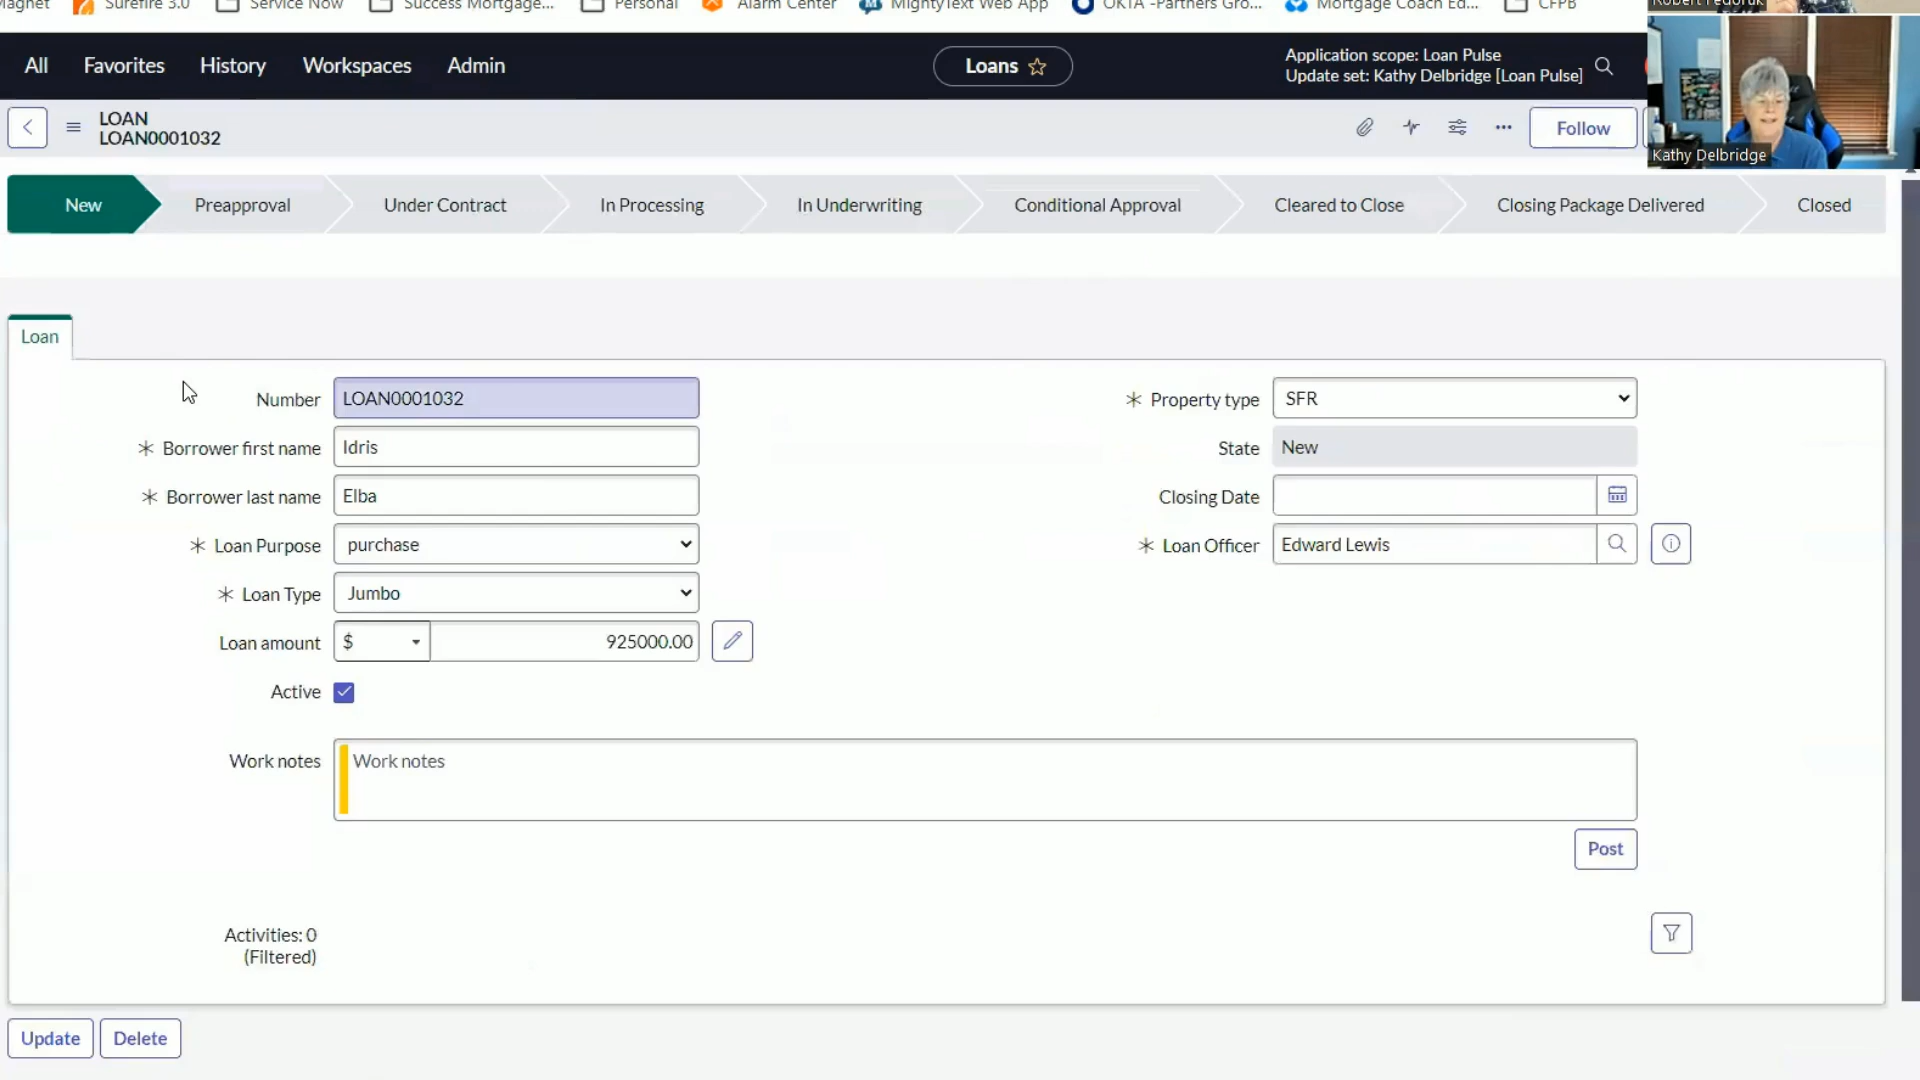 Magnet Surefire 3.0 Service Now Success Mortgage... Personal Alarm Center MightyText Web App OKTA -Partners Gro... Mortgage Coach Ed... CFPB
Robert Fedoruk
All Favorites History Workspaces Admin
Loans
Application scope: Loan Pulse
Update set: Kathy Delbridge [Loan Pulse]
LOAN
LOAN0001032
Follow
Kathy Delbridge
New Preapproval Under Contract In Processing In Underwriting Conditional Approval Cleared to Close Closing Package Delivered Closed
Loan
Number LOAN0001032
Property type SFR
Borrower first name Idris
State New
Borrower last name Elba
Closing Date
Loan Purpose purchase
Loan Officer Edward Lewis
Loan Type Jumbo
Loan amount $ 925000.00
Active
Work notes Work notes
Post
Activities: 0
(Filtered)
Update Delete